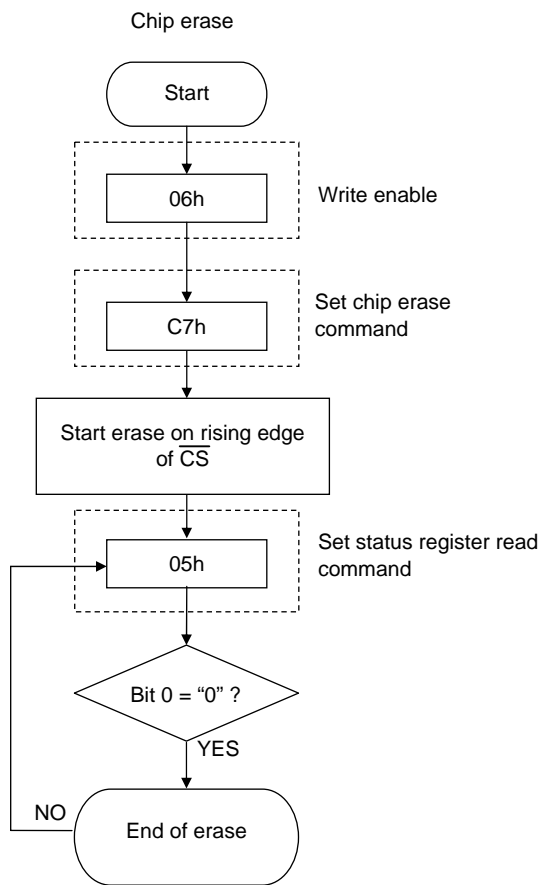 Chip erase
Start
06h
Write enable
C7h
Set chip erase
command
Start erase on rising edge
of C̅S̅
05h
Set status register read
command
Bit 0 = “0” ?
YES
NO
End of erase